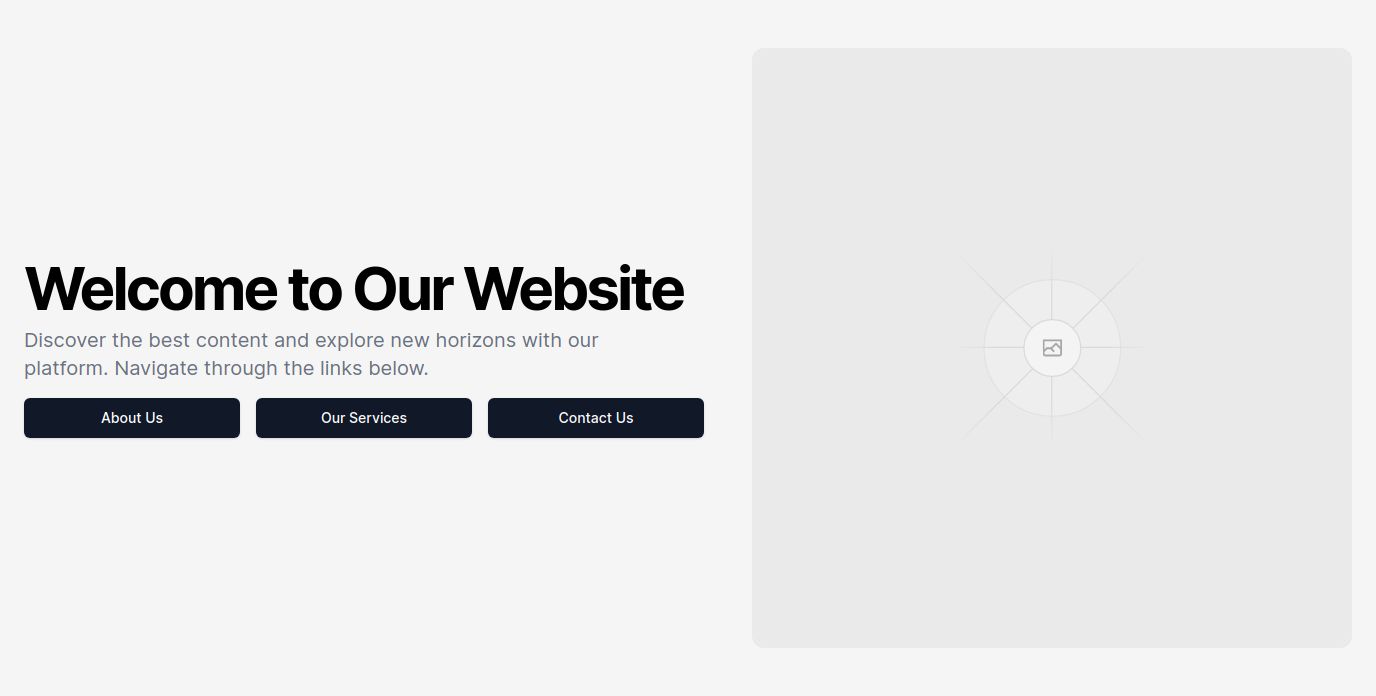 Welcome to Our Website
Discover the best content and explore new horizons with our
platform. Navigate through the links below.
About Us
Our Services
Contact Us